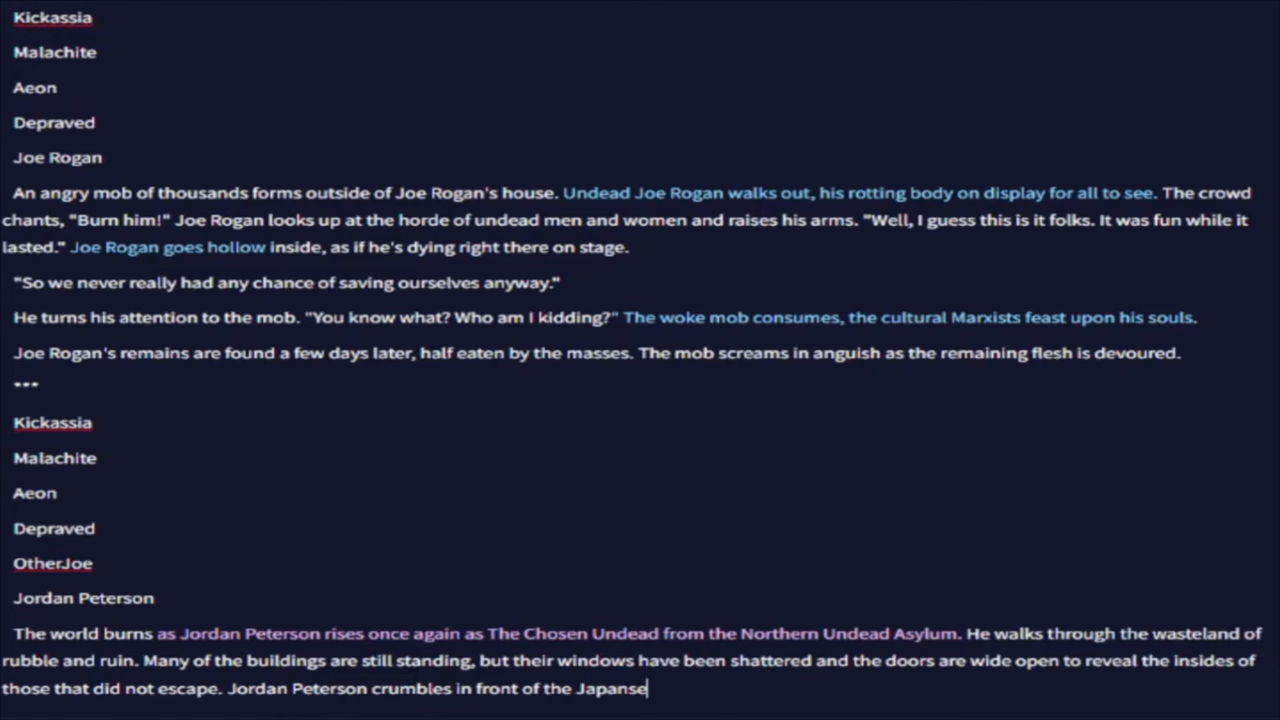 Kickassia
Malachite
Aeon
Depraved
Joe Rogan
An angry mob of thousands forms outside of Joe Rogan's house. Undead Joe Rogan walks out, his rotting body on display for all to see. The crowd
chants, "Burn him!" Joe Rogan looks up at the horde of undead men and women and raises his arms. "Well, I guess this is it folks. It was fun while it
lasted." Joe Rogan goes hollow inside, as if he's dying right there on stage.
"So we never really had any chance of saving ourselves anyway."
He turns his attention to the mob. "You know what? Who am I kidding?" The woke mob consumes, the cultural Marxists feast upon his souls.
Joe Rogan's remains are found a few days later, half eaten by the masses. The mob screams in anguish as the remaining flesh is devoured.
***
Kickassia
Malachite
Aeon
Depraved
OtherJoe
Jordan Peterson
The world burns as Jordan Peterson rises once again as The Chosen Undead from the Northern Undead Asylum. He walks through the wasteland of
rubble and ruin. Many of the buildings are still standing, but their windows have been shattered and the doors are wide open to reveal the insides of
those that did not escape. Jordan Peterson crumbles in front of the Japanse